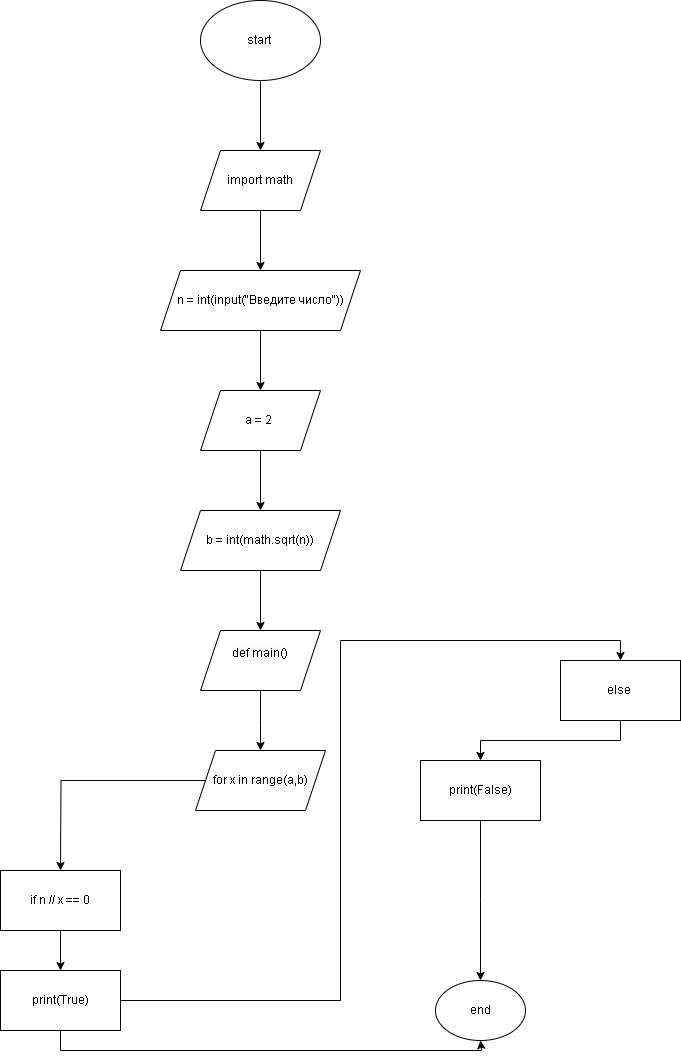 start
import math
n = int(input("Введите число"))
a = 2
b = int(math.sqrt(n))
def main()
for x in range(a,b)
if n // x == 0
print(True)
else
print(False)
end